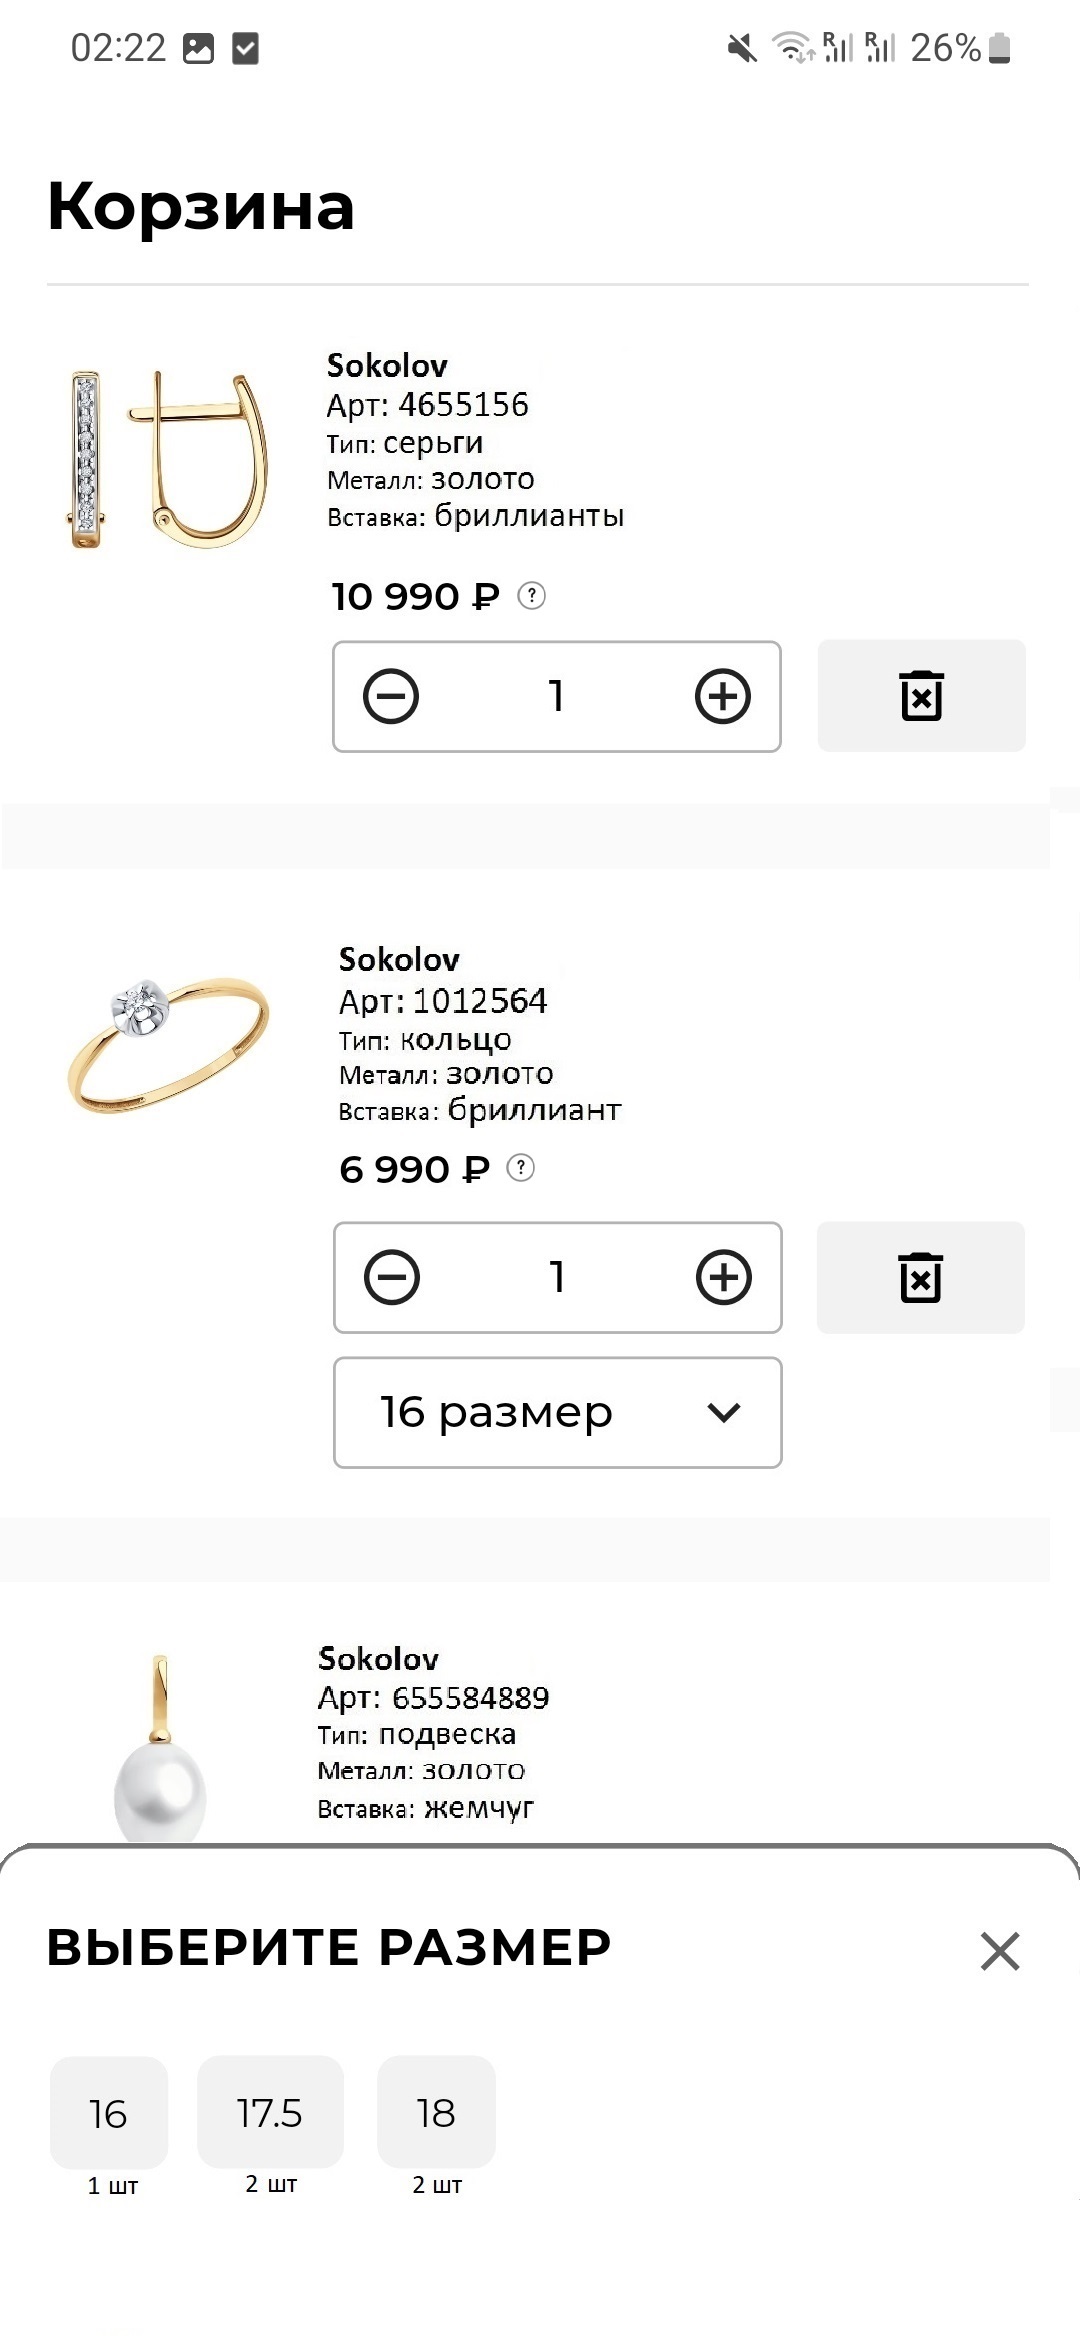 02:22 26%
Корзина
Sokolov
Арт: 4655156
Тип: серьги
Металл: золото
Вставка: бриллианты
10 990 ₽ ?
1
Sokolov
Арт: 1012564
Тип: кольцо
Металл: золото
Вставка: бриллиант
6 990 ₽ ?
1
16 размер
Sokolov
Арт: 655584889
Тип: подвеска
Металл: золото
Вставка: жемчуг
ВЫБЕРИТЕ РАЗМЕР
16 17.5 18
1 шт 2 шт 2 шт